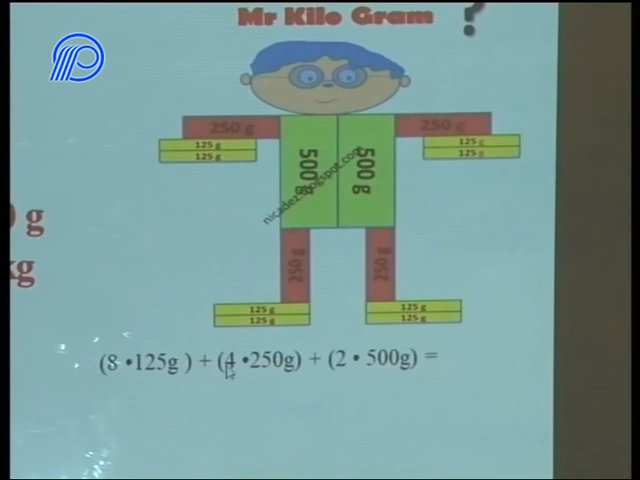 Mr Kilo Gram ?
250 g
250 g
125 g
125 g
125 g
125 g
500 g
500 g
nicadez.blogspot.com
g
kg
250 g
250 g
125 g
125 g
125 g
125 g
(8 •125g ) + (4 •250g) + (2 • 500g) =